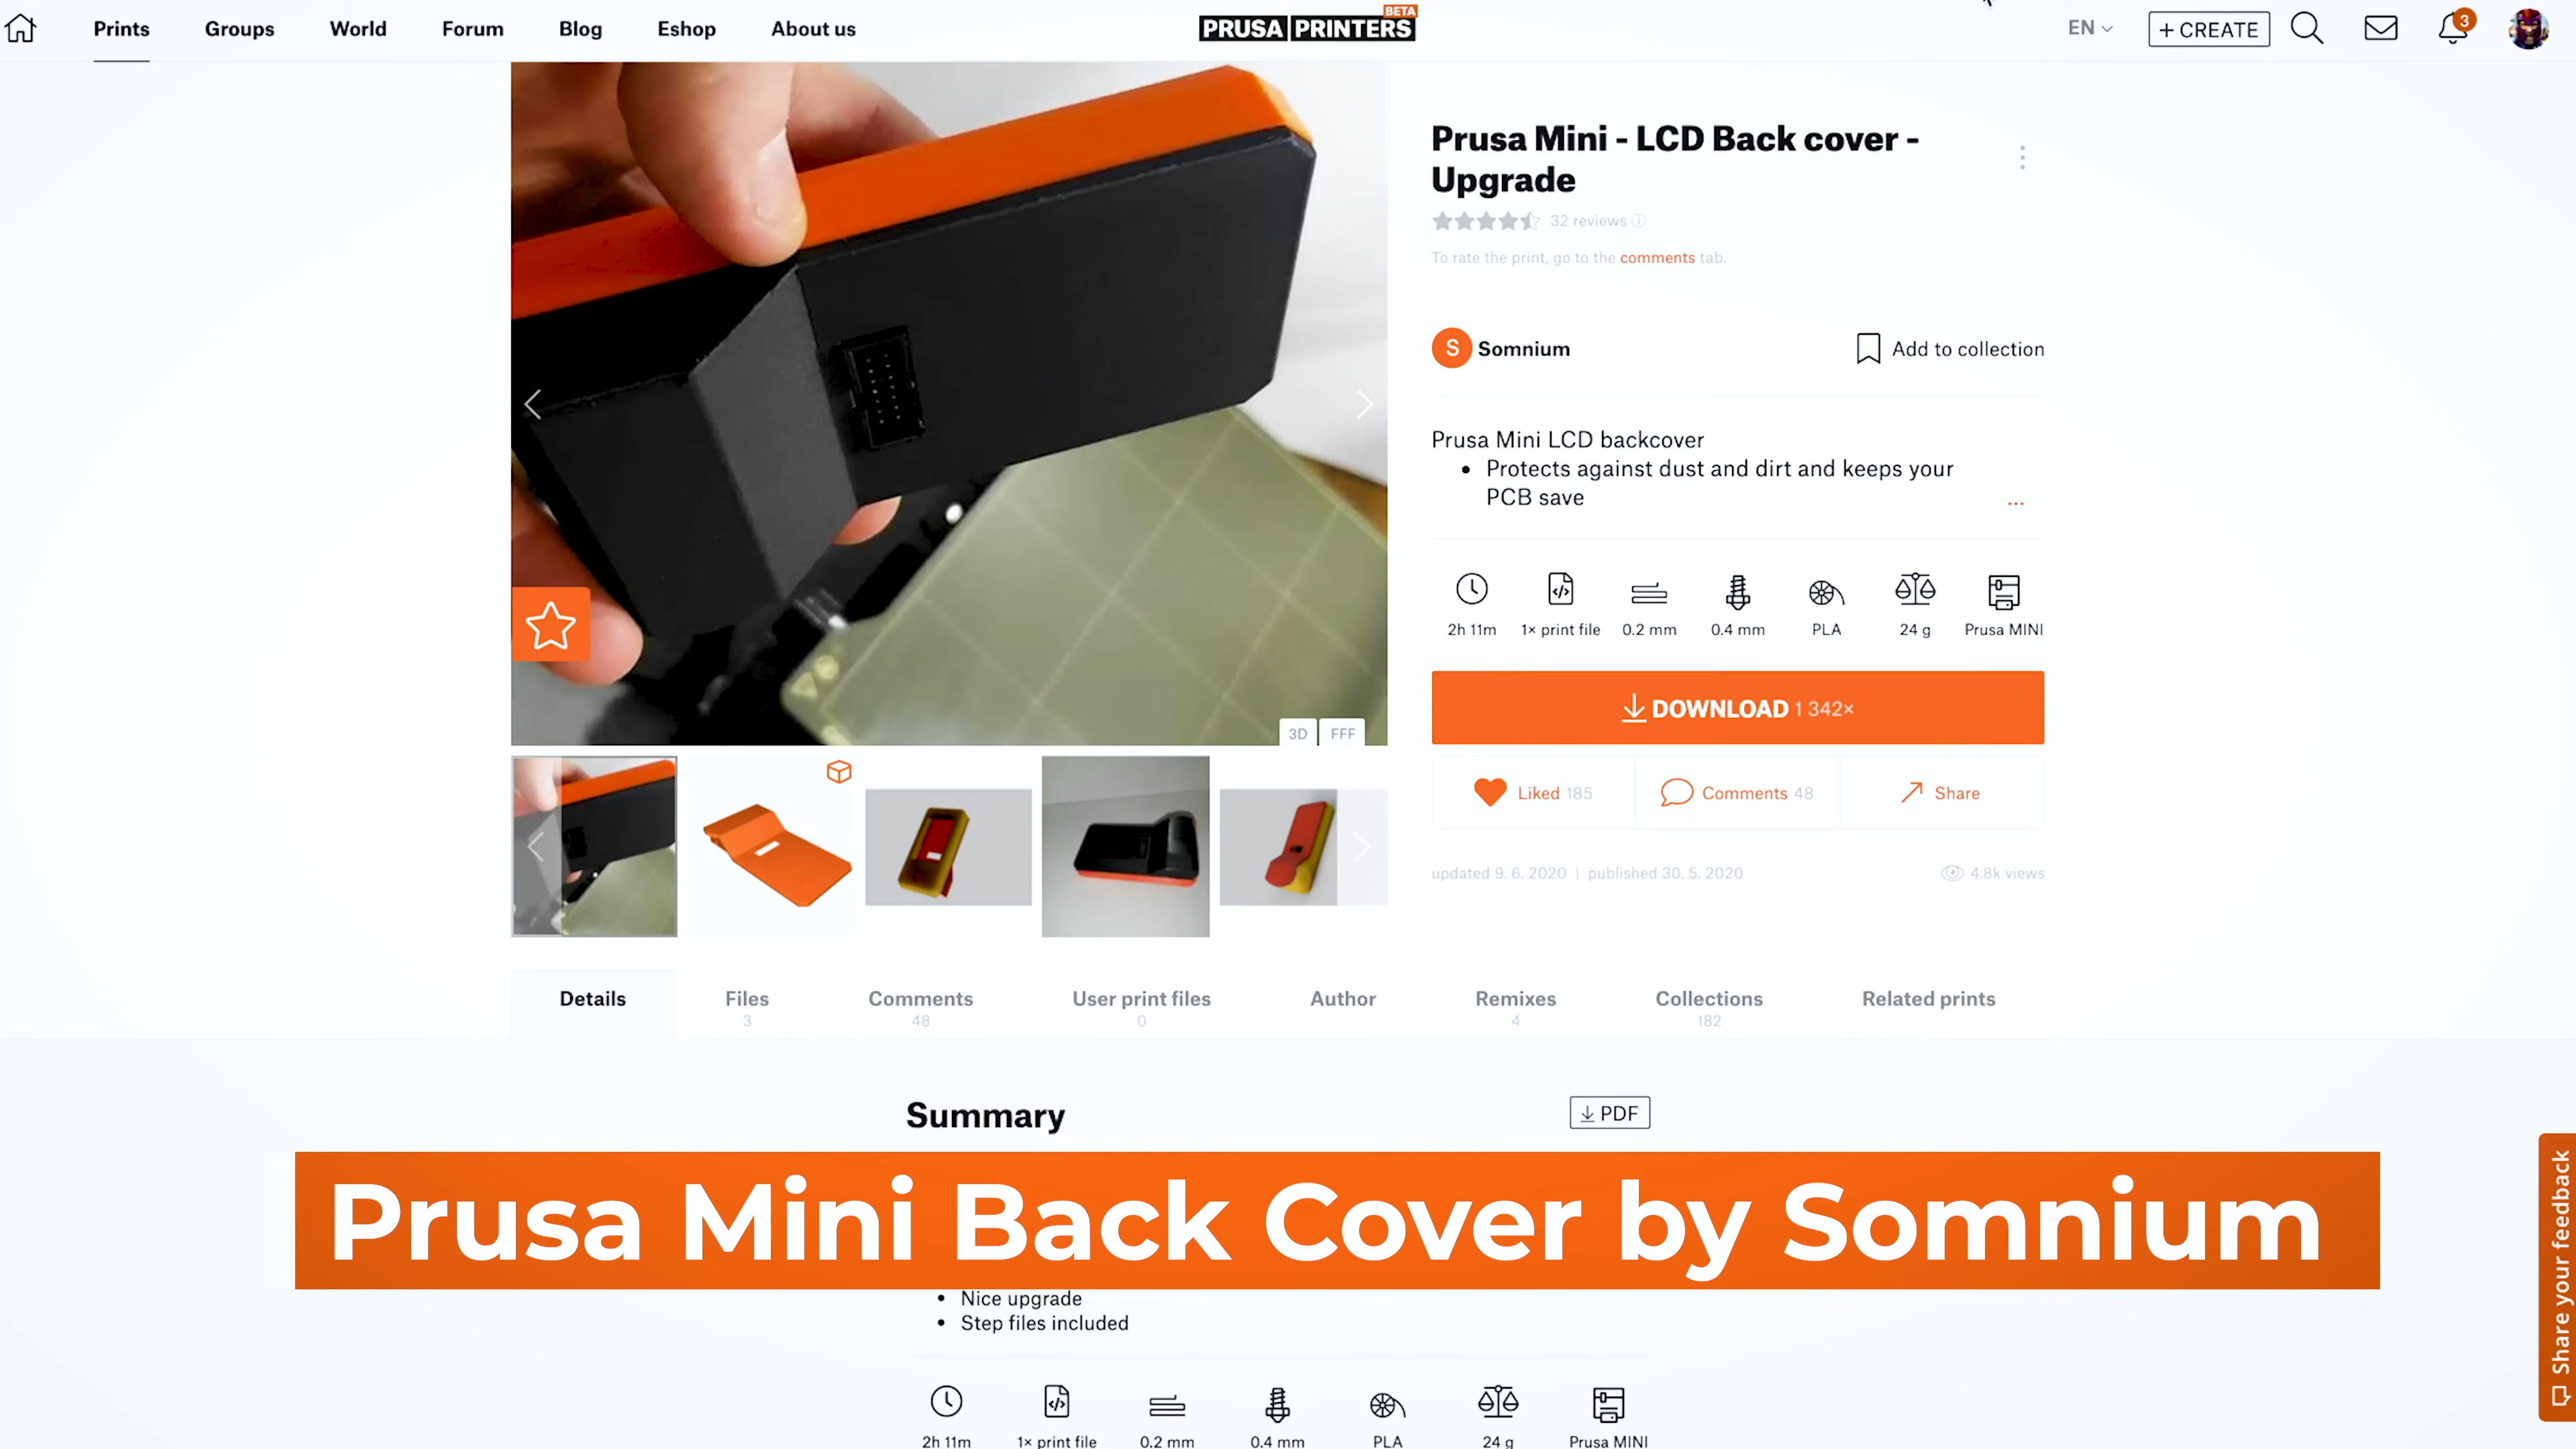 Prints Groups World Forum Blog Eshop About us
PRUSA PRINTERS BETA
EN + CREATE 3
Prusa Mini - LCD Back cover -
Upgrade
32 reviews
To rate the print, go to the comments tab.
S Somnium Add to collection
Prusa Mini LCD backcover
• Protects against dust and dirt and keeps your
PCB save
...
2h 11m 1× print file 0.2 mm 0.4 mm PLA 24 g Prusa MINI
DOWNLOAD 1 342×
3D FFF
Liked 185 Comments 48 Share
updated 9. 6. 2020 | published 30. 5. 2020 4.8k views
Details Files Comments User print files Author Remixes Collections Related prints
3 48 0 4 182
Summary PDF
Prusa Mini Back Cover by Somnium
• Nice upgrade
• Step files included
2h 11m 1× print file 0.2 mm 0.4 mm PLA 24 g Prusa MINI
Share your feedback